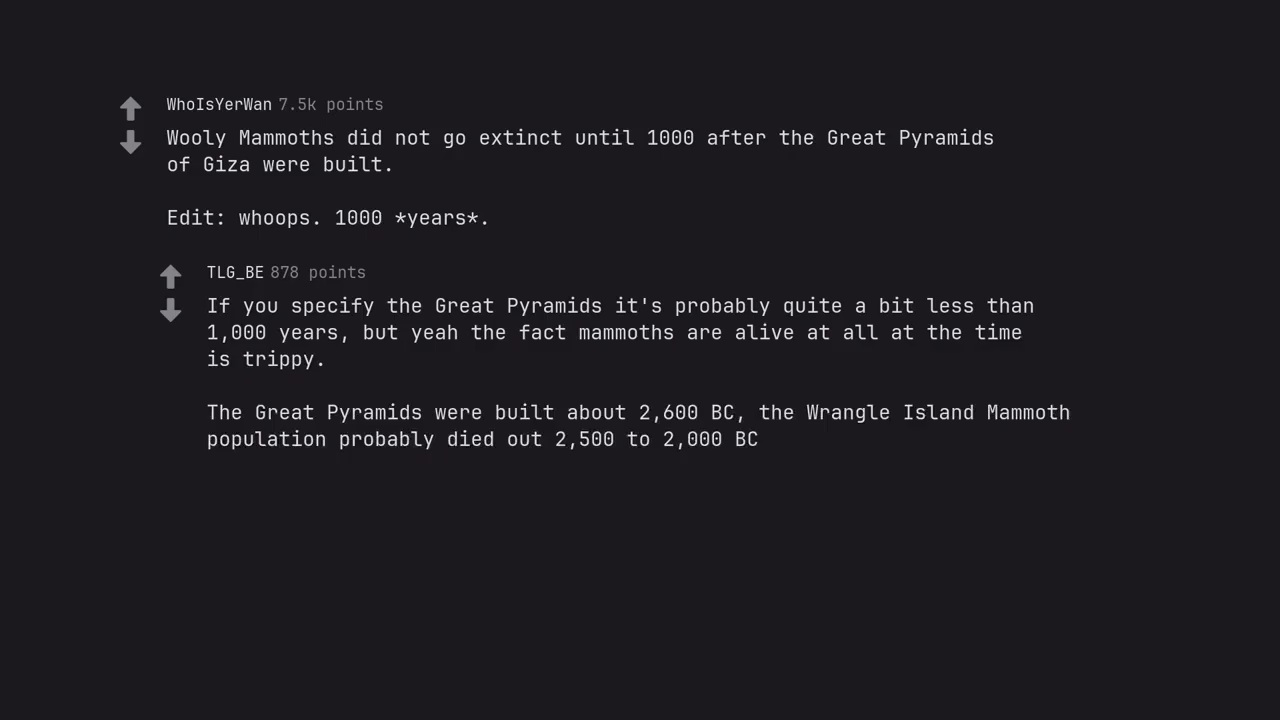 WhoIsYerWan 7.5k points
Wooly Mammoths did not go extinct until 1000 after the Great Pyramids
of Giza were built.
Edit: whoops. 1000 *years*.
TLG_BE 878 points
If you specify the Great Pyramids it's probably quite a bit less than
1,000 years, but yeah the fact mammoths are alive at all at the time
is trippy.
The Great Pyramids were built about 2,600 BC, the Wrangle Island Mammoth
population probably died out 2,500 to 2,000 BC